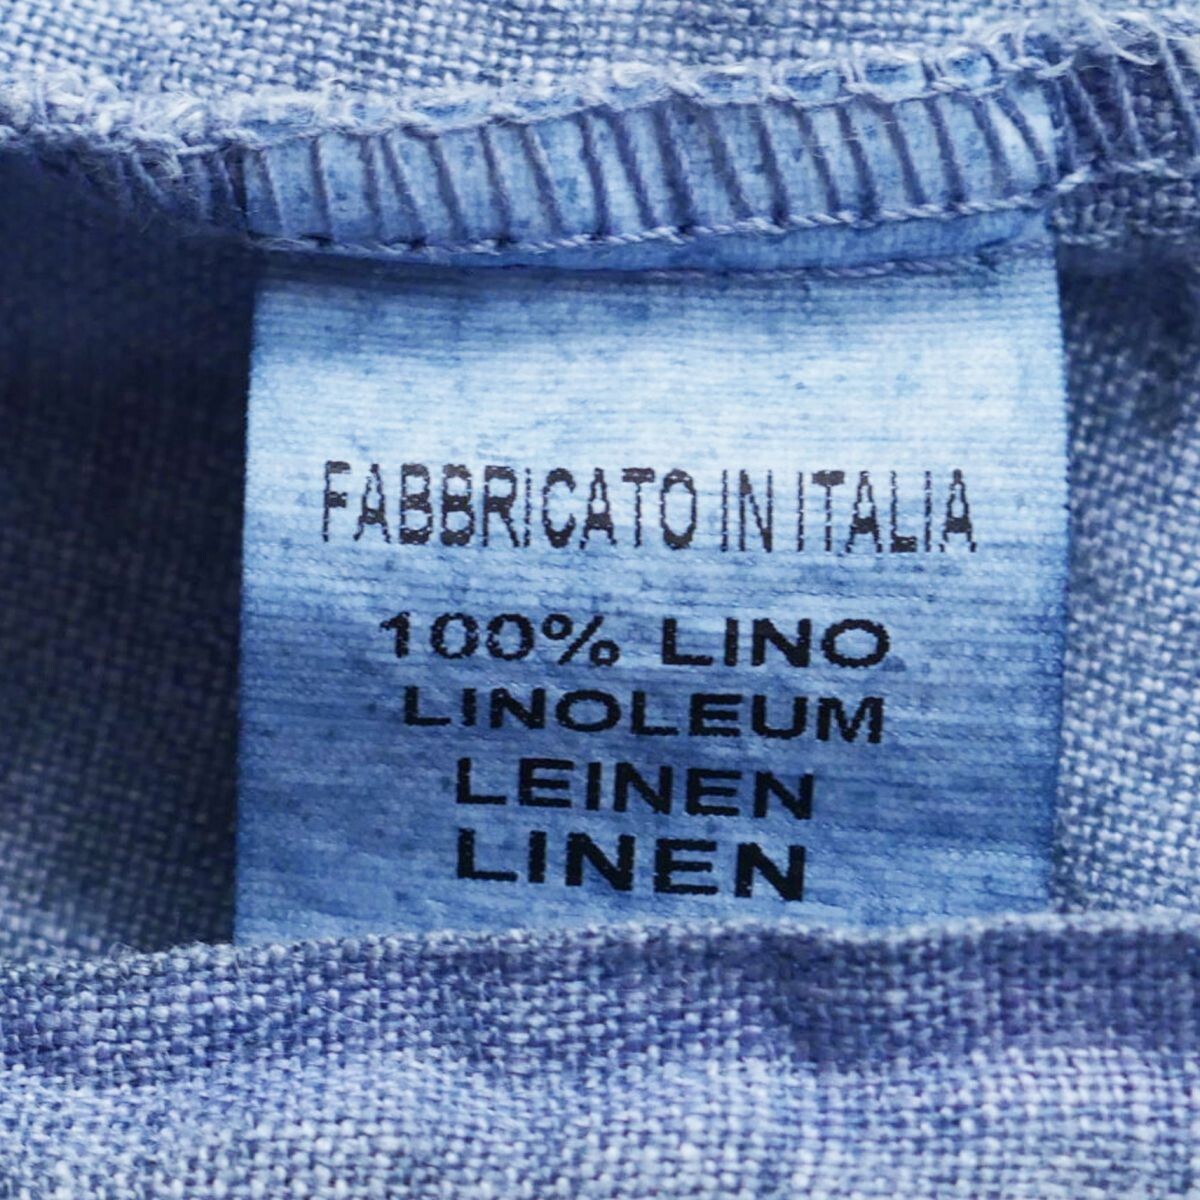 FABBRICATO IN ITALIA
100% LINO
LINOLEUM
LEINEN
LINEN